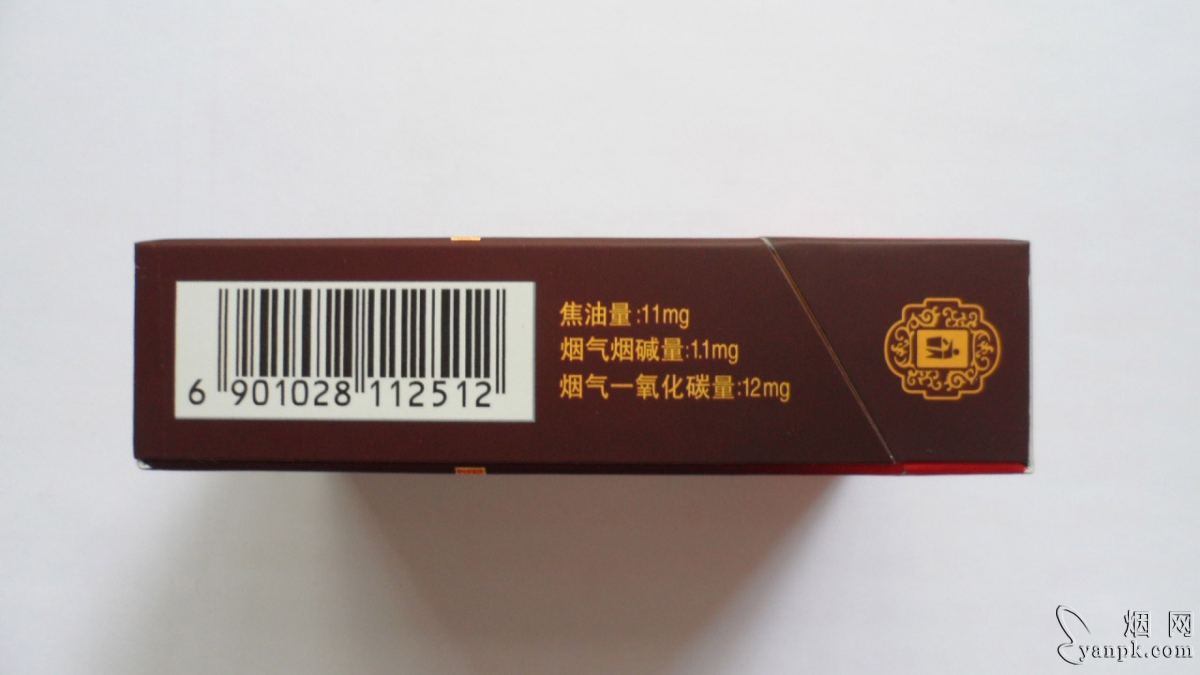 6 901028 112512
焦油量:11mg
烟气烟碱量:1.1mg
烟气一氧化碳量:12mg
烟网
yanpk.com